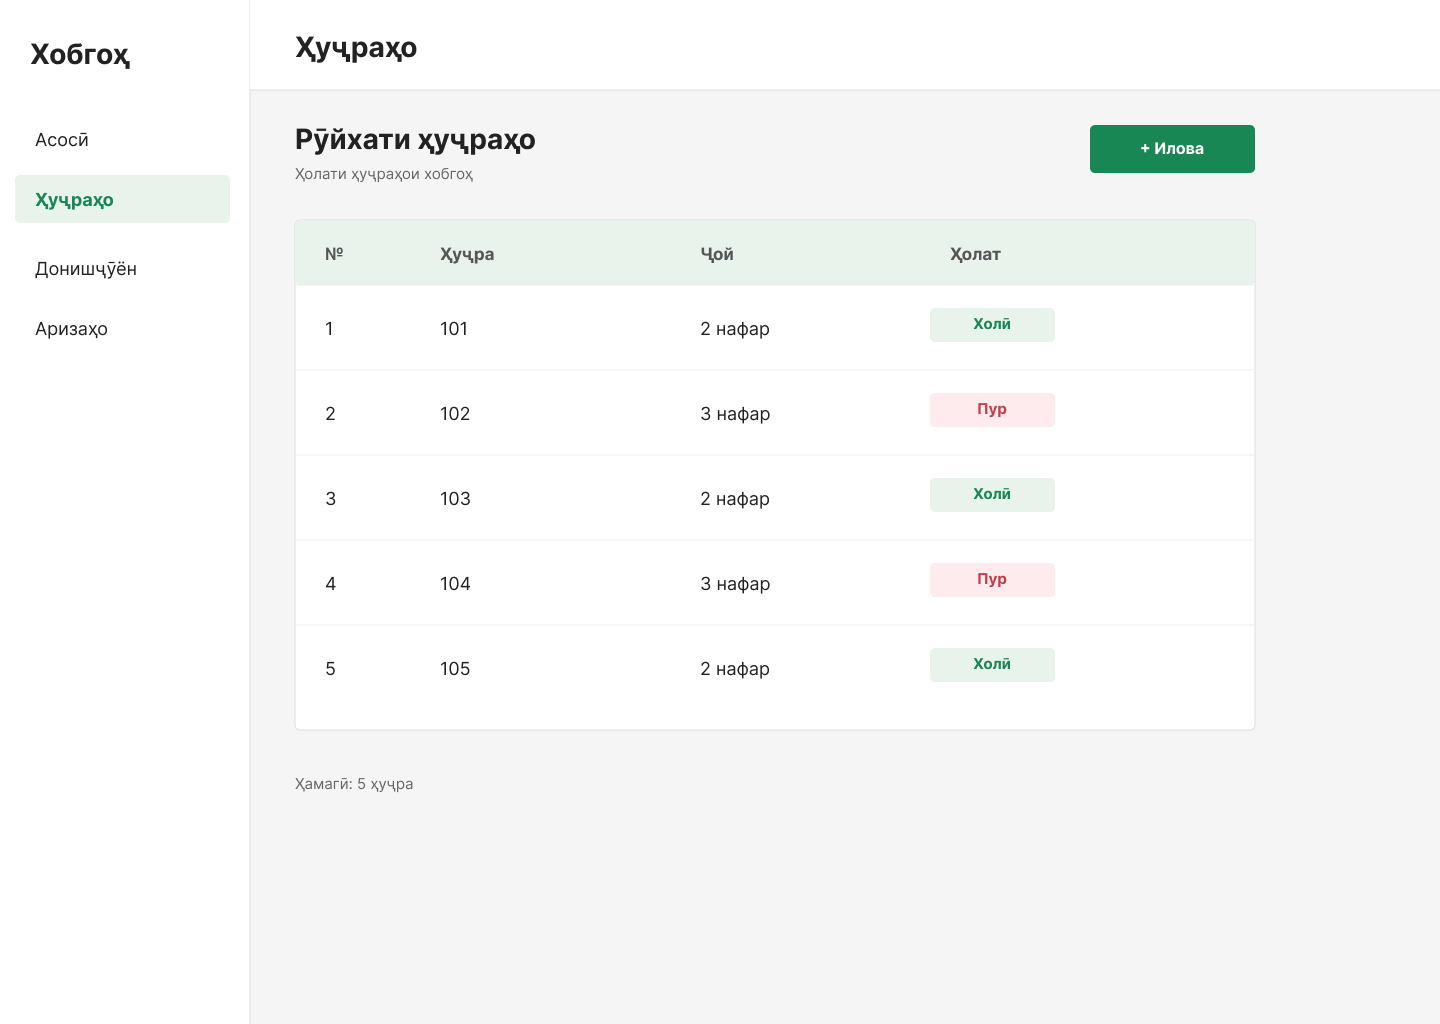 Хобгоҳ
Асосӣ
Ҳуҷраҳо
Донишҷӯён
Аризаҳо
Ҳуҷраҳо
Рӯйхати ҳуҷраҳо
Ҳолати ҳуҷраҳои хобгоҳ
+ Илова
№ Ҳуҷра Ҷой Ҳолат
1 101 2 нафар Холӣ
2 102 3 нафар Пур
3 103 2 нафар Холӣ
4 104 3 нафар Пур
5 105 2 нафар Холӣ
Ҳамагӣ: 5 ҳуҷра